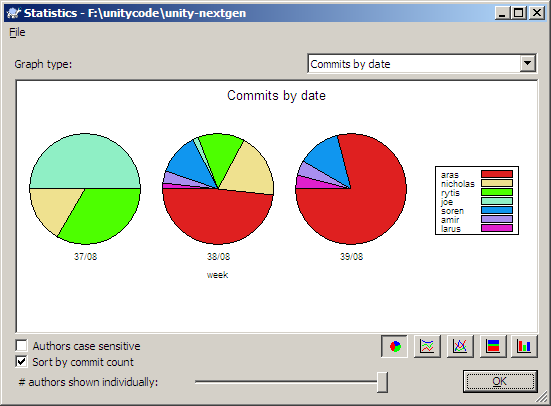 Statistics - F:\unitycode\unity-nextgen
File
Graph type:
Commits by date
Commits by date
aras
nicholas
rytis
joe
soren
amir
larus
37/08
38/08
39/08
week
Authors case sensitive
Sort by commit count
# authors shown individually:
OK